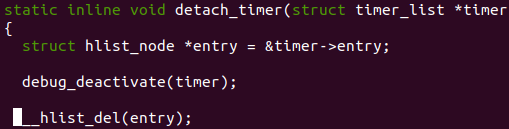 static inline void detach_timer(struct timer_list *timer
{
  struct hlist_node *entry = &timer->entry;

  debug_deactivate(timer);

  __hlist_del(entry);